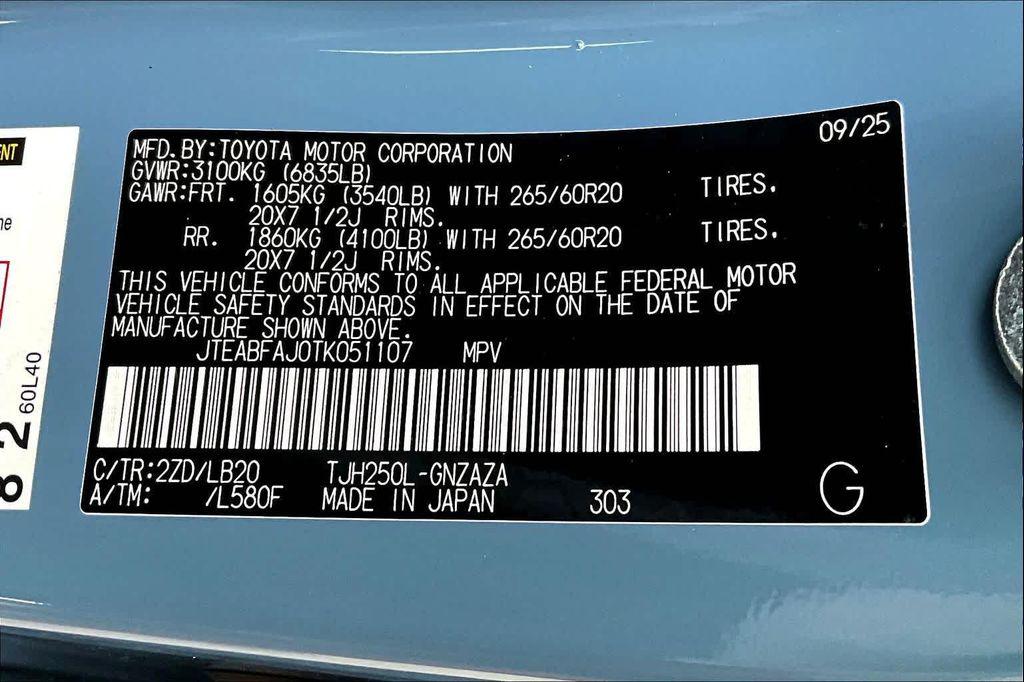 09/25
MFD. BY: TOYOTA MOTOR CORPORATION
GVWR: 3100KG (6835LB)
GAWR: FRT. 1605KG (3540LB) WITH 265/60R20 TIRES.
20X7 1/2J RIMS.
RR. 1860KG (4100LB) WITH 265/60R20 TIRES.
20X7 1/2J RIMS.
THIS VEHICLE CONFORMS TO ALL APPLICABLE FEDERAL MOTOR
VEHICLE SAFETY STANDARDS IN EFFECT ON THE DATE OF
MANUFACTURE SHOWN ABOVE.
JTEABFAJ0TK051107 MPV
C/TR: 2ZD/LB20 TJH250L-GNZAZA
A/TM: /L580F MADE IN JAPAN 303
G
NT
ne
82
60L40